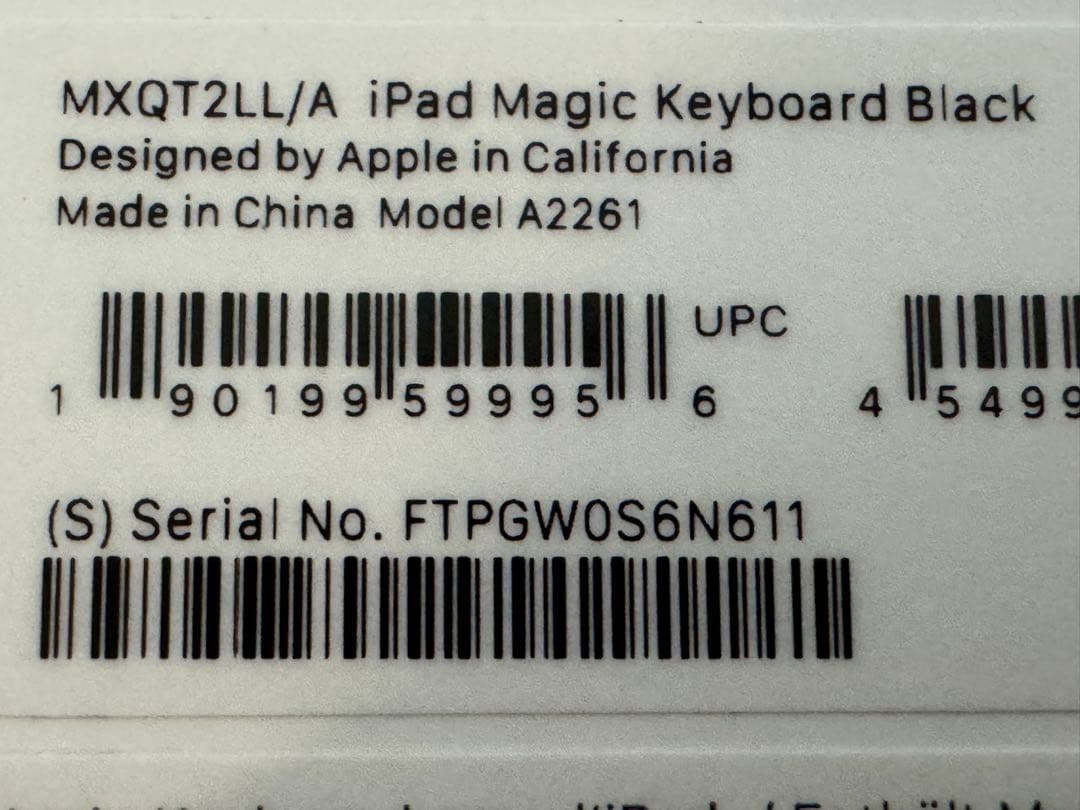 MXQT2LL/A iPad Magic Keyboard Black
Designed by Apple in California
Made in China Model A2261
UPC
1 90199 59995 6
4 5499
(S) Serial No. FTPGW0S6N611